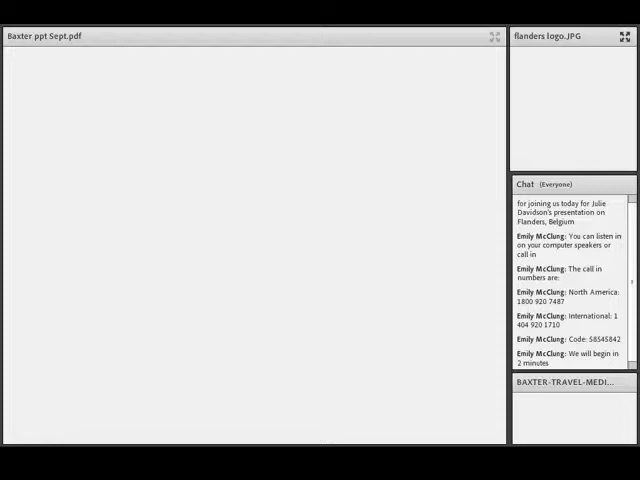 Baxter ppt Sept.pdf
flanders logo.JPG
Chat (Everyone)
for joining us today for Julie
Davidson's presentation on
Flanders, Belgium
Emily McClung: You can listen in
on your computer speakers or
call in
Emily McClung: The call in
numbers are:
Emily McClung: North America:
1800 920 7487
Emily McClung: International: 1
404 920 1710
Emily McClung: Code: 58545842
Emily McClung: We will begin in
2 minutes
BAXTER-TRAVEL-MEDI...